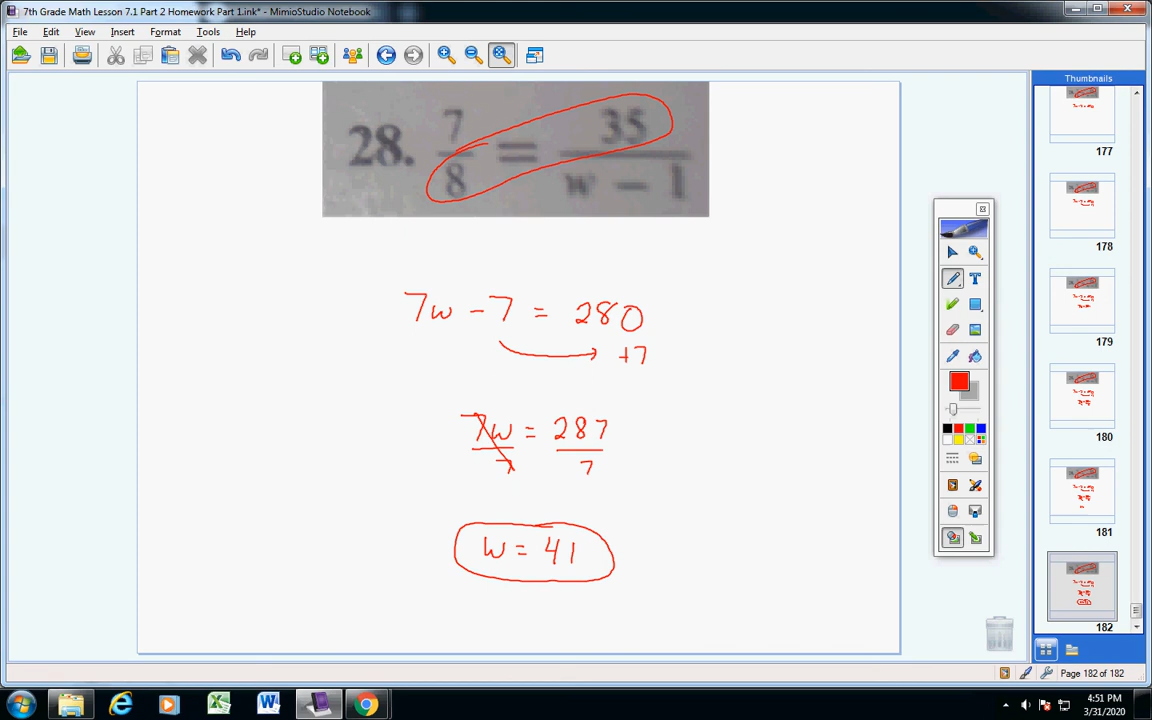 7th Grade Math Lesson 7.1 Part 2 Homework Part 1.ink* - MimioStudio Notebook
File Edit View Insert Format Tools Help
Thumbnails
28. 7/8 = 35/(w − 1)
7w − 7 = 280
+7
7w/7 = 287/7
w = 41
177
178
179
180
181
182
T
Page 182 of 182
4:51 PM
3/31/2020